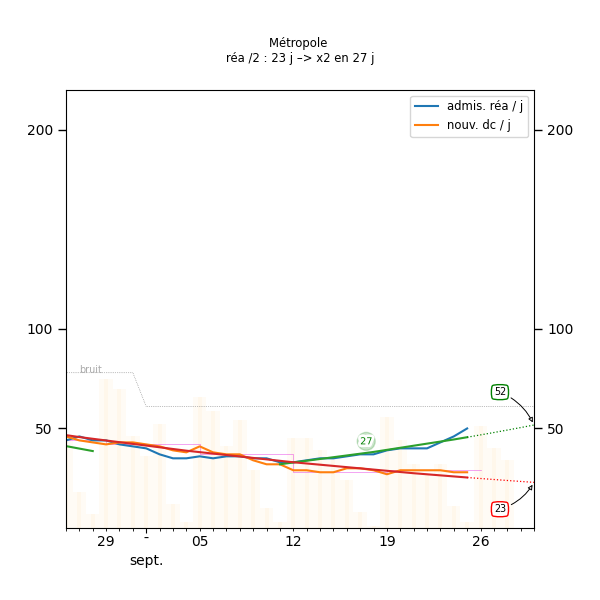 Métropole
réa /2 : 23 j –> x2 en 27 j
admis. réa / j
nouv. dc / j
200
200
100
100
bruit
52
50
27
50
23
29
-
05
12
19
26
sept.